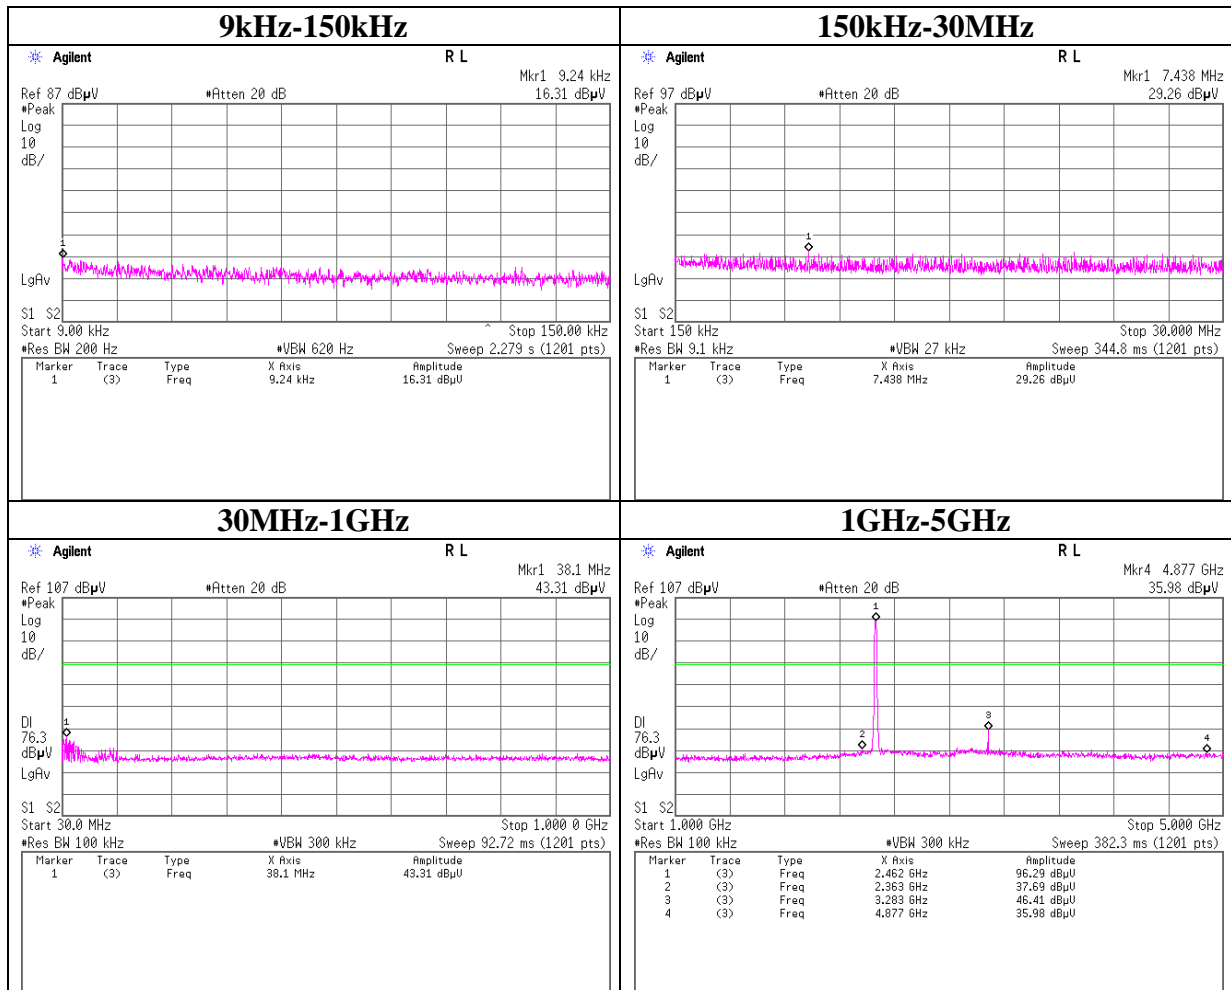 9kHz-150kHz
Agilent R L
Mkr1 9.24 kHz
Ref 87 dBµV #Atten 20 dB 16.31 dBµV
#Peak
Log
10
dB/
1
LgAv
S1 S2
Start 9.00 kHz ^ Stop 150.00 kHz
#Res BW 200 Hz #VBW 620 Hz Sweep 2.279 s (1201 pts)
Marker Trace Type X Axis Amplitude
1 (3) Freq 9.24 kHz 16.31 dBµV
150kHz-30MHz
Agilent R L
Mkr1 7.438 MHz
Ref 97 dBµV #Atten 20 dB 29.26 dBµV
#Peak
Log
10
dB/
1
LgAv
S1 S2
Start 150 kHz Stop 30.000 MHz
#Res BW 9.1 kHz #VBW 27 kHz Sweep 344.8 ms (1201 pts)
Marker Trace Type X Axis Amplitude
1 (3) Freq 7.438 MHz 29.26 dBµV
30MHz-1GHz
Agilent R L
Mkr1 38.1 MHz
Ref 107 dBµV #Atten 20 dB 43.31 dBµV
#Peak
Log
10
dB/
DI
1
76.3
dBµV
LgAv
S1 S2
Start 30.0 MHz Stop 1.000 0 GHz
#Res BW 100 kHz #VBW 300 kHz Sweep 92.72 ms (1201 pts)
Marker Trace Type X Axis Amplitude
1 (3) Freq 38.1 MHz 43.31 dBµV
1GHz-5GHz
Agilent R L
Mkr4 4.877 GHz
Ref 107 dBµV #Atten 20 dB 35.98 dBµV
#Peak
1
Log
10
dB/
3
DI
2 4
76.3
dBµV
LgAv
S1 S2
Start 1.000 GHz Stop 5.000 GHz
#Res BW 100 kHz #VBW 300 kHz Sweep 382.3 ms (1201 pts)
Marker Trace Type X Axis Amplitude
1 (3) Freq 2.462 GHz 96.29 dBµV
2 (3) Freq 2.363 GHz 37.69 dBµV
3 (3) Freq 3.283 GHz 46.41 dBµV
4 (3) Freq 4.877 GHz 35.98 dBµV